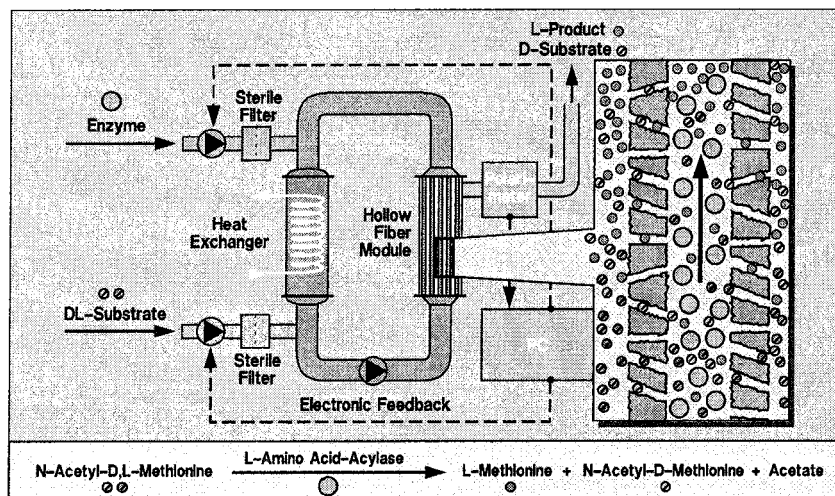 L-Product
D-Substrate
Enzyme
Sterile
Filter
Heat
Exchanger
Hollow
Fiber
Module
DL-Substrate
Sterile
Filter
Electronic Feedback
N-Acetyl-D,L-Methionine
L-Amino Acid-Acylase
L-Methionine + N-Acetyl-D-Methionine + Acetate